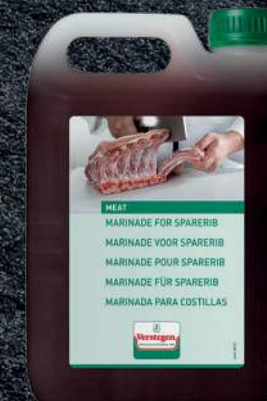 MEAT
MARINADE FOR SPARERIB
MARINADE VOOR SPARERIB
MARINADE POUR SPARERIB
MARINADE FÜR SPARERIB
MARINADA PARA COSTILLAS
Verstegen